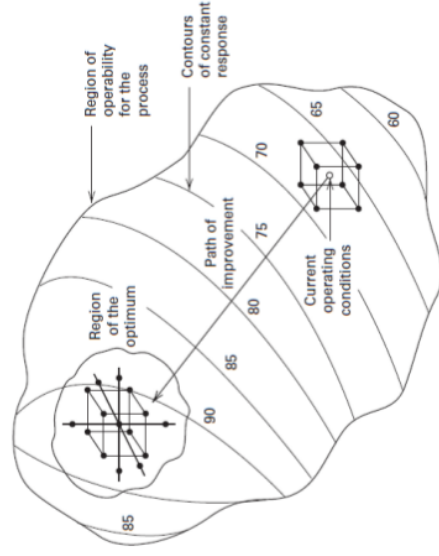 Region of
operability
for the
process
Contours
of constant
response
Region
of the
optimum
Path of
improvement
Current
operating
conditions
85
90
85
80
75
70
65
60